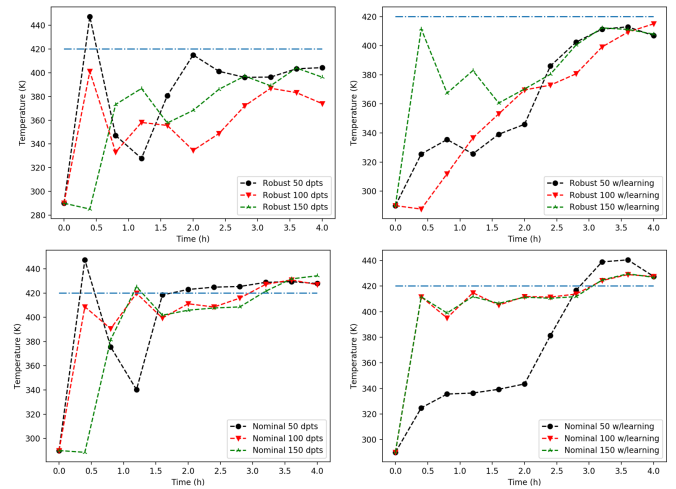 440
420
400
380
360
340
320
300
280
Temperature (K)
0.0 0.5 1.0 1.5 2.0 2.5 3.0 3.5 4.0
Time (h)
Robust 50 dpts
Robust 100 dpts
Robust 150 dpts
420
400
380
360
340
320
300
Temperature (K)
0.0 0.5 1.0 1.5 2.0 2.5 3.0 3.5 4.0
Time (h)
Robust 50 w/learning
Robust 100 w/learning
Robust 150 w/learning
440
420
400
380
360
340
320
300
Temperature (K)
0.0 0.5 1.0 1.5 2.0 2.5 3.0 3.5 4.0
Time (h)
Nominal 50 dpts
Nominal 100 dpts
Nominal 150 dpts
440
420
400
380
360
340
320
300
Temperature (K)
0.0 0.5 1.0 1.5 2.0 2.5 3.0 3.5 4.0
Time (h)
Nominal 50 w/learning
Nominal 100 w/learning
Nominal 150 w/learning